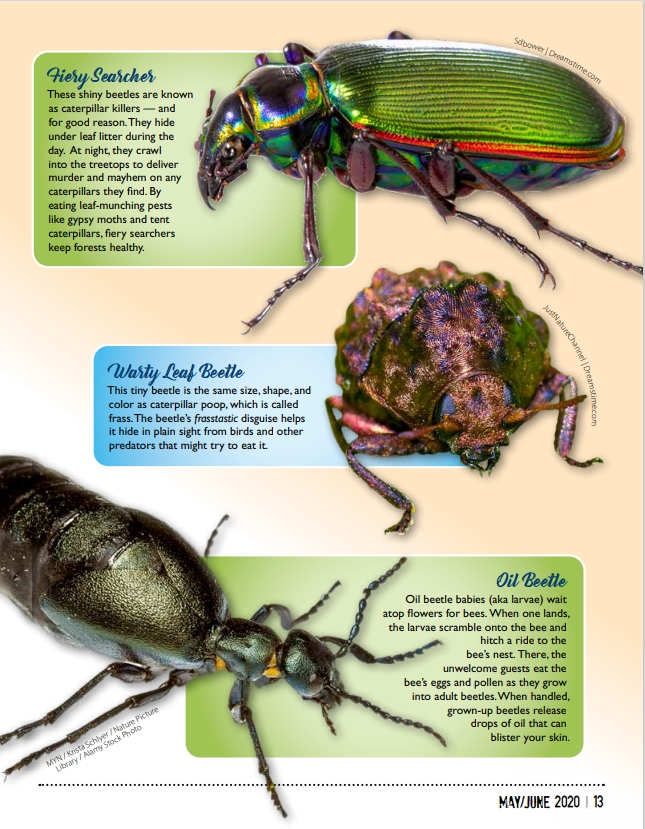 Sdbower | Dreamstime.com
Fiery Searcher
These shiny beetles are known
as caterpillar killers — and
for good reason. They hide
under leaf litter during the
day. At night, they crawl
into the treetops to deliver
murder and mayhem on any
caterpillars they find. By
eating leaf-munching pests
like gypsy moths and tent
caterpillars, fiery searchers
keep forests healthy.
JustNatureChannel | Dreamstime.com
Warty Leaf Beetle
This tiny beetle is the same size, shape, and
color as caterpillar poop, which is called
frass. The beetle's frasstastic disguise helps
it hide in plain sight from birds and other
predators that might try to eat it.
Oil Beetle
Oil beetle babies (aka larvae) wait
atop flowers for bees. When one lands,
the larvae scramble onto the bee and
hitch a ride to the
bee's nest. There, the
unwelcome guests eat the
bee's eggs and pollen as they grow
into adult beetles. When handled,
grown-up beetles release
drops of oil that can
blister your skin.
MYN / Krista Schlyer / Nature Picture
Library / Alamy Stock Photo
MAY/JUNE 2020 | 13